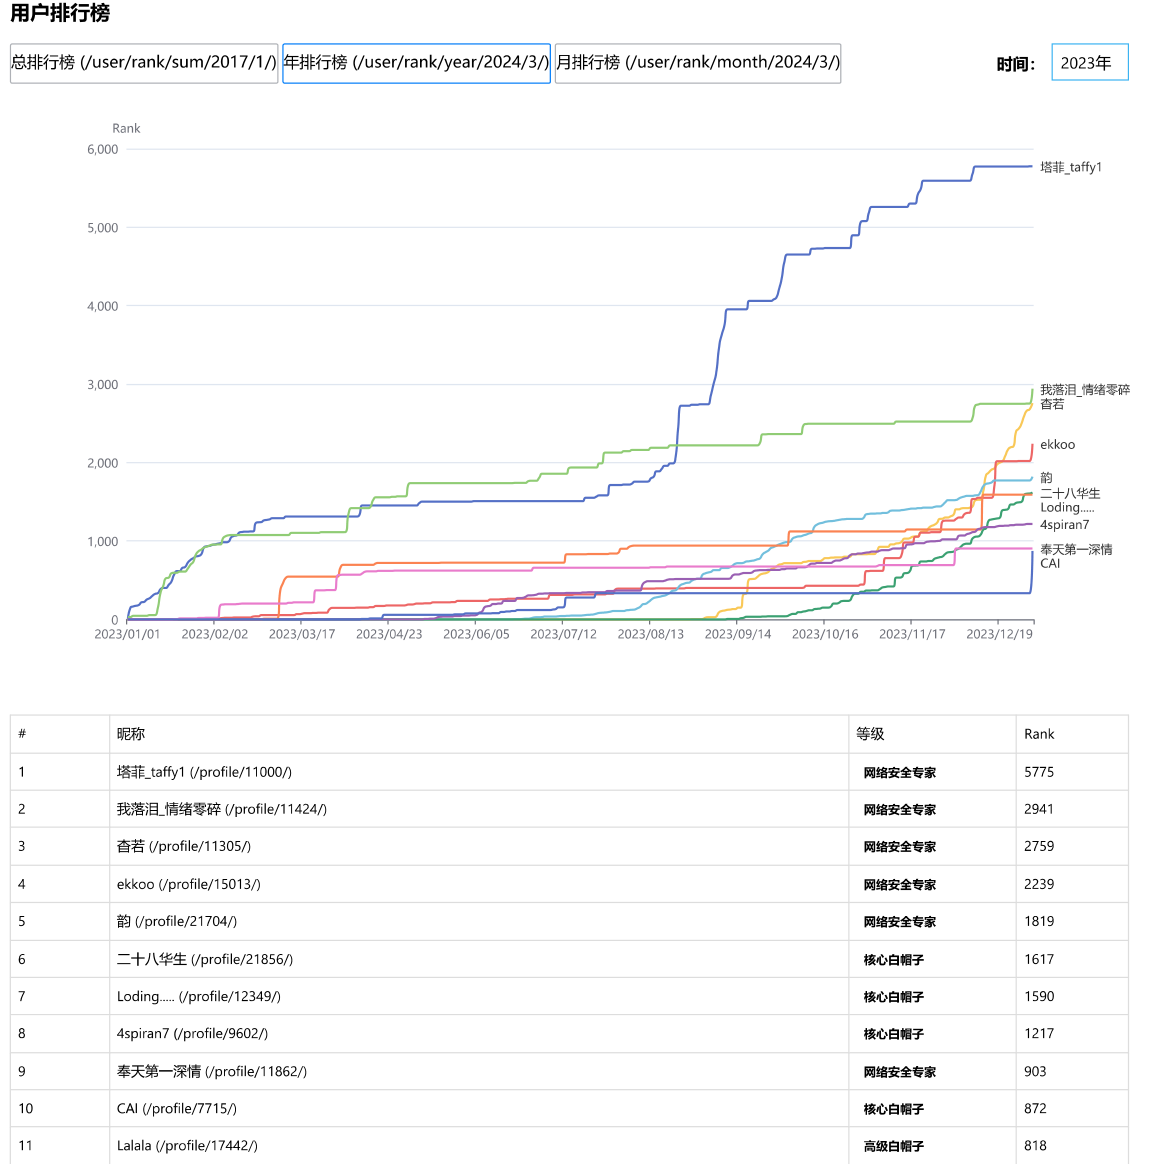 用户排行榜
总排行榜 (/user/rank/sum/2017/1/) 年排行榜 (/user/rank/year/2024/3/) 月排行榜 (/user/rank/month/2024/3/) 时间： 2023年
Rank
6,000
5,000
4,000
3,000
2,000
1,000
0
2023/01/01 2023/02/02 2023/03/17 2023/04/23 2023/06/05 2023/07/12 2023/08/13 2023/09/14 2023/10/16 2023/11/17 2023/12/19
塔菲_taffy1
我落泪_情绪零碎
杳若
ekkoo
韵
二十八华生
Loding.....
4spiran7
奉天第一深情
CAI
# 昵称 等级 Rank
1 塔菲_taffy1 (/profile/11000/) 网络安全专家 5775
2 我落泪_情绪零碎 (/profile/11424/) 网络安全专家 2941
3 杳若 (/profile/11305/) 网络安全专家 2759
4 ekkoo (/profile/15013/) 网络安全专家 2239
5 韵 (/profile/21704/) 网络安全专家 1819
6 二十八华生 (/profile/21856/) 核心白帽子 1617
7 Loding..... (/profile/12349/) 核心白帽子 1590
8 4spiran7 (/profile/9602/) 核心白帽子 1217
9 奉天第一深情 (/profile/11862/) 网络安全专家 903
10 CAI (/profile/7715/) 核心白帽子 872
11 Lalala (/profile/17442/) 高级白帽子 818